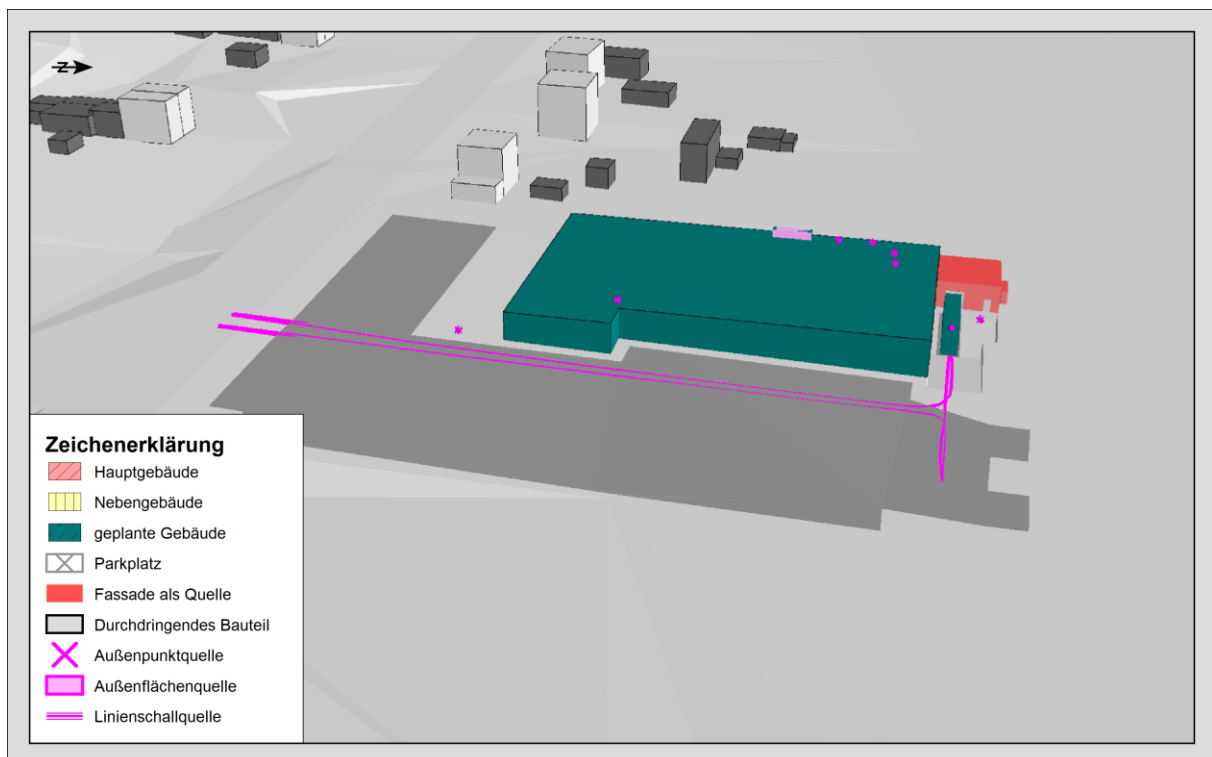 N
Zeichenerklärung
Hauptgebäude
Nebengebäude
geplante Gebäude
Parkplatz
Fassade als Quelle
Durchdringendes Bauteil
Außenpunktquelle
Außenflächenquelle
Linienschallquelle